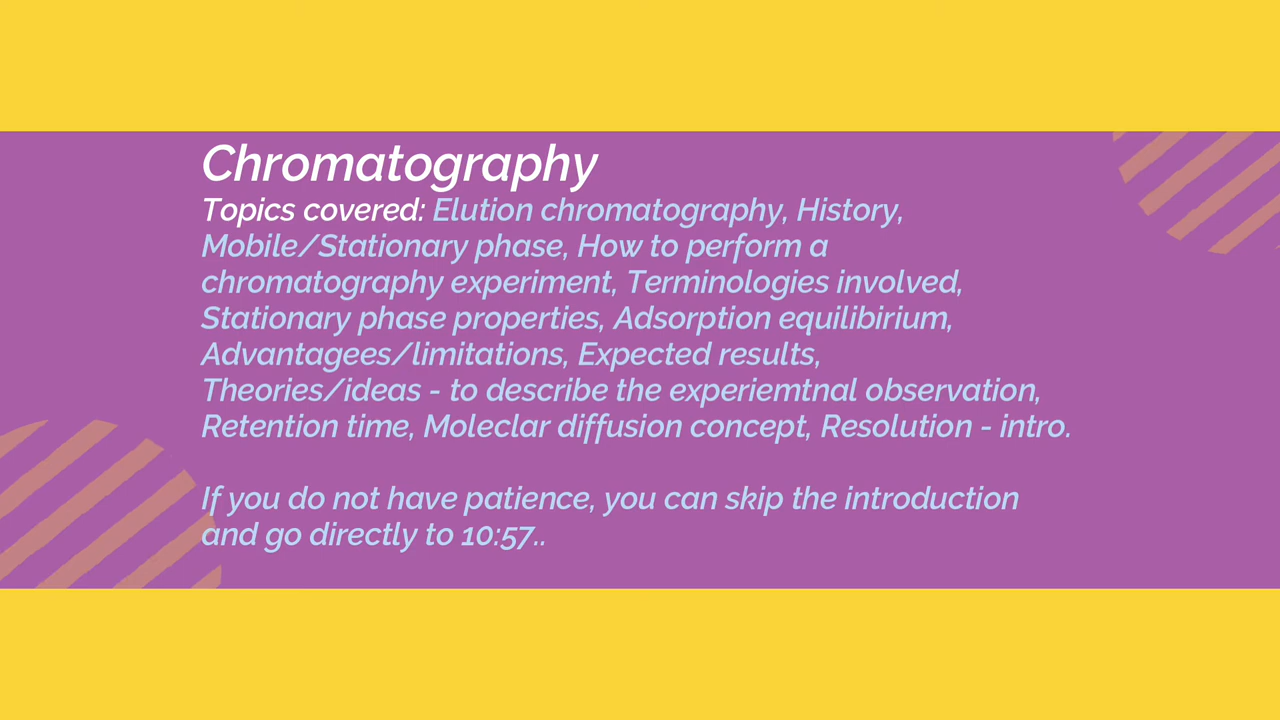 Chromatography
Topics covered: Elution chromatography, History,
Mobile/Stationary phase, How to perform a
chromatography experiment, Terminologies involved,
Stationary phase properties, Adsorption equilibirium,
Advantagees/limitations, Expected results,
Theories/ideas - to describe the experiemtnal observation,
Retention time, Moleclar diffusion concept, Resolution - intro.
If you do not have patience, you can skip the introduction
and go directly to 10:57..